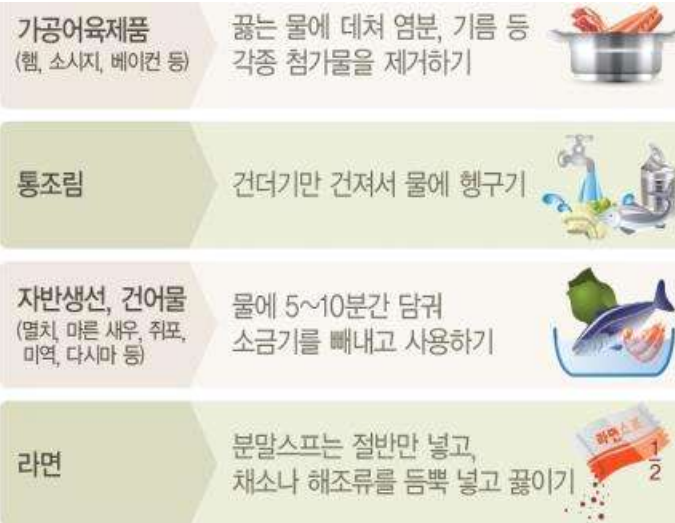 가공어육제품
(햄, 소시지, 베이컨 등)
끓는 물에 데쳐 염분, 기름 등
각종 첨가물을 제거하기
통조림
건더기만 건져서 물에 헹구기
자반생선, 건어물
(멸치, 마른 새우, 쥐포,
미역, 다시마 등)
물에 5~10분간 담궈
소금기를 빼내고 사용하기
라면
분말스프는 절반만 넣고,
채소나 해조류를 듬뿍 넣고 끓이기
라면스프
1/2